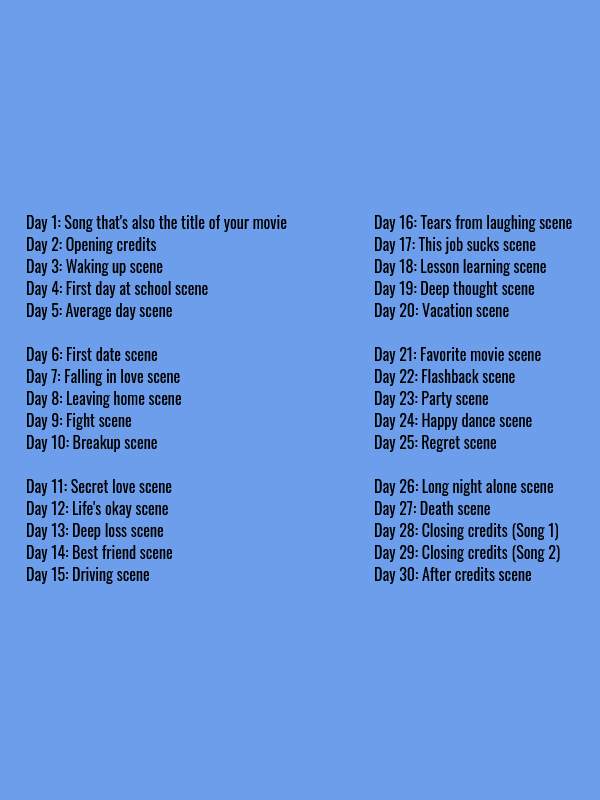 Day 1: Song that's also the title of your movie
Day 2: Opening credits
Day 3: Waking up scene
Day 4: First day at school scene
Day 5: Average day scene
Day 6: First date scene
Day 7: Falling in love scene
Day 8: Leaving home scene
Day 9: Fight scene
Day 10: Breakup scene
Day 11: Secret love scene
Day 12: Life's okay scene
Day 13: Deep loss scene
Day 14: Best friend scene
Day 15: Driving scene
Day 16: Tears from laughing scene
Day 17: This job sucks scene
Day 18: Lesson learning scene
Day 19: Deep thought scene
Day 20: Vacation scene
Day 21: Favorite movie scene
Day 22: Flashback scene
Day 23: Party scene
Day 24: Happy dance scene
Day 25: Regret scene
Day 26: Long night alone scene
Day 27: Death scene
Day 28: Closing credits (Song 1)
Day 29: Closing credits (Song 2)
Day 30: After credits scene